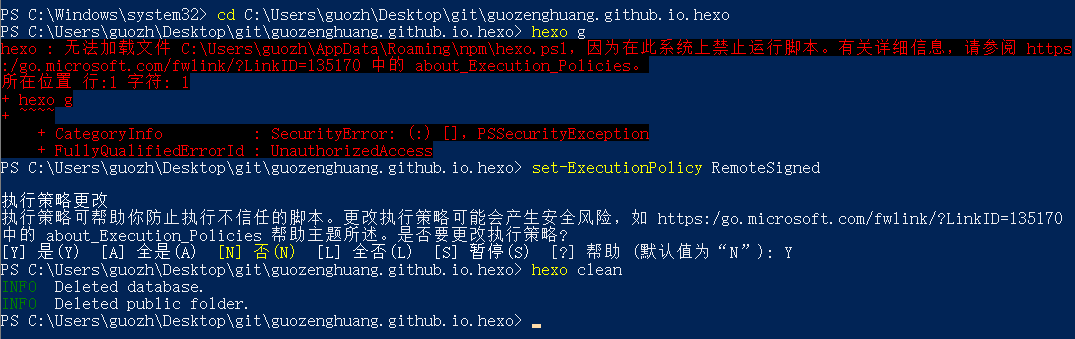 PS C:\Windows\system32> cd C:\Users\guozh\Desktop\git\guozenghuang.github.io.hexo
PS C:\Users\guozh\Desktop\git\guozenghuang.github.io.hexo> hexo g
hexo : 无法加载文件 C:\Users\guozh\AppData\Roaming\npm\hexo.ps1，因为在此系统上禁止运行脚本。有关详细信息，请参阅 https
:/go.microsoft.com/fwlink/?LinkID=135170 中的 about_Execution_Policies。
所在位置 行:1 字符: 1
+ hexo g
+ ~~~~
    + CategoryInfo          : SecurityError: (:) []，PSSecurityException
    + FullyQualifiedErrorId : UnauthorizedAccess
PS C:\Users\guozh\Desktop\git\guozenghuang.github.io.hexo> set-ExecutionPolicy RemoteSigned
执行策略更改
执行策略可帮助你防止执行不信任的脚本。更改执行策略可能会产生安全风险，如 https:/go.microsoft.com/fwlink/?LinkID=135170
中的 about_Execution_Policies 帮助主题所述。是否要更改执行策略?
[Y] 是(Y)  [A] 全是(A)  [N] 否(N)  [L] 全否(L)  [S] 暂停(S)  [?] 帮助 (默认值为“N”): Y
PS C:\Users\guozh\Desktop\git\guozenghuang.github.io.hexo> hexo clean
INFO  Deleted database.
INFO  Deleted public folder.
PS C:\Users\guozh\Desktop\git\guozenghuang.github.io.hexo>